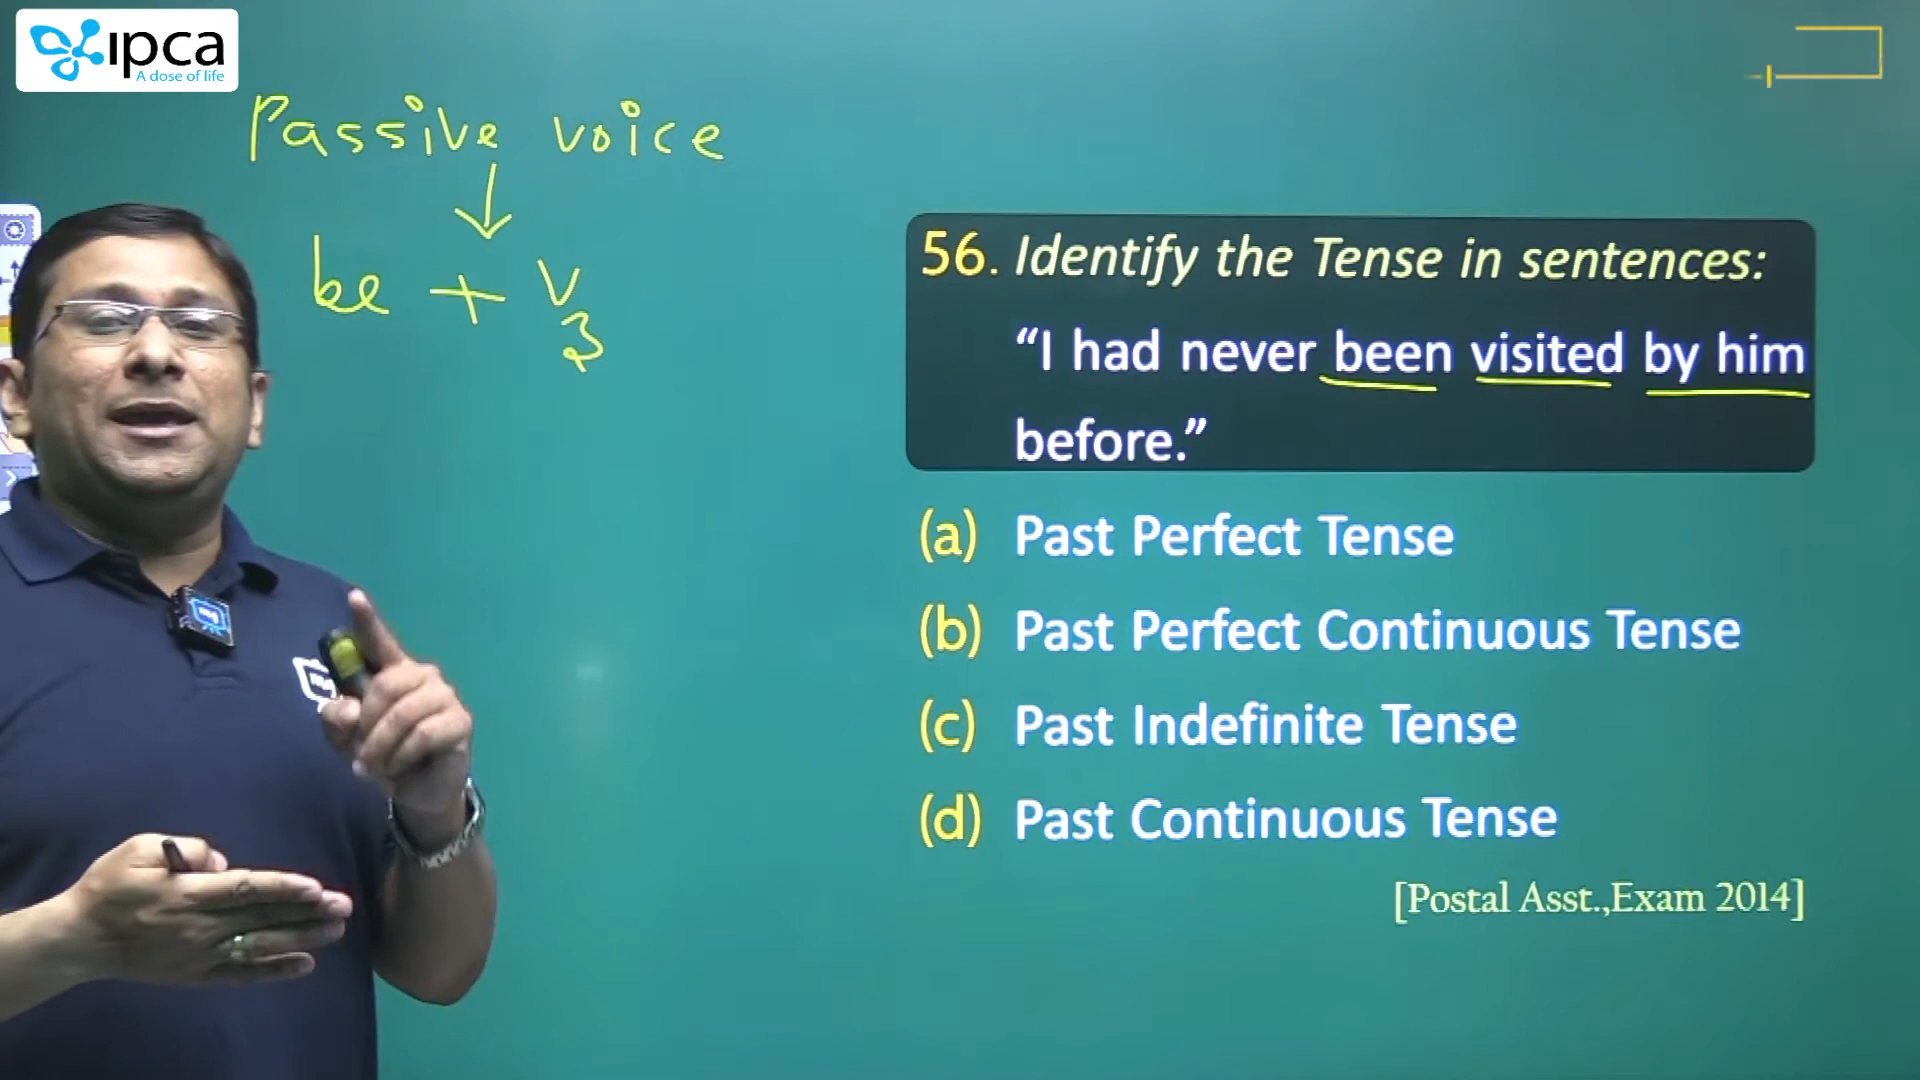 ipca
A dose of life
Passive voice
be + V3
56. Identify the Tense in sentences:
“I had never been visited by him
before.”
(a) Past Perfect Tense
(b) Past Perfect Continuous Tense
(c) Past Indefinite Tense
(d) Past Continuous Tense
[Postal Asst.,Exam 2014]